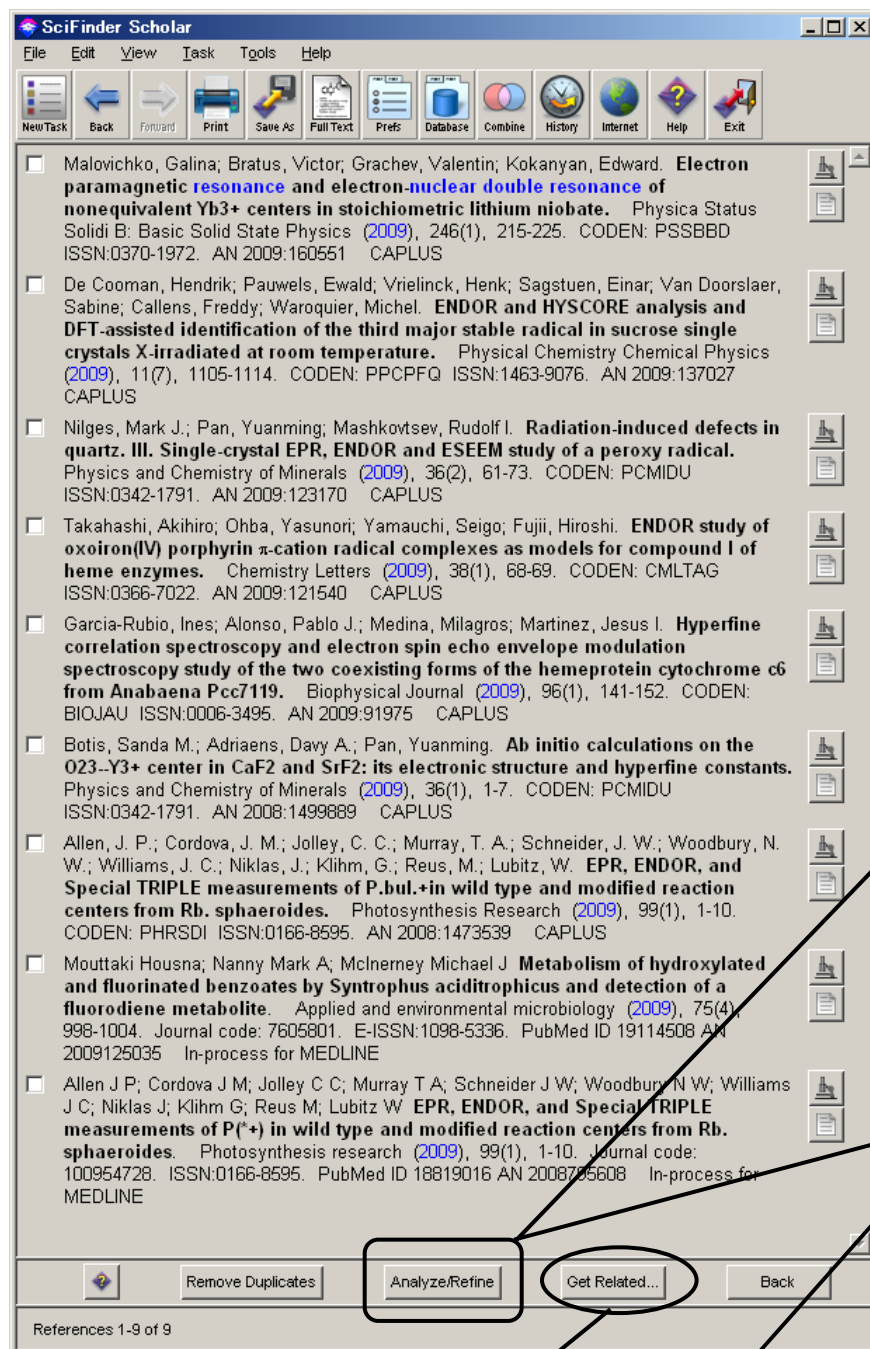 SciFinder Scholar
File Edit View Task Tools Help
New Task Back Forward Print Save As Full Text Prefs Database Combine History Internet Help Exit
Malovichko, Galina; Bratus, Victor; Grachev, Valentin; Kokanyan, Edward. Electron
paramagnetic resonance and electron-nuclear double resonance of
nonequivalent Yb3+ centers in stoichiometric lithium niobate. Physica Status
Solidi B: Basic Solid State Physics (2009), 246(1), 215-225. CODEN: PSSBBD
ISSN:0370-1972. AN 2009:160551 CAPLUS
De Cooman, Hendrik; Pauwels, Ewald; Vrielinck, Henk; Sagstuen, Einar; Van Doorslaer,
Sabine; Callens, Freddy; Waroquier, Michel. ENDOR and HYSCORE analysis and
DFT-assisted identification of the third major stable radical in sucrose single
crystals X-irradiated at room temperature. Physical Chemistry Chemical Physics
(2009), 11(7), 1105-1114. CODEN: PPCPFQ ISSN:1463-9076. AN 2009:137027
CAPLUS
Nilges, Mark J.; Pan, Yuanming; Mashkovtsev, Rudolf I. Radiation-induced defects in
quartz. III. Single-crystal EPR, ENDOR and ESEEM study of a peroxy radical.
Physics and Chemistry of Minerals (2009), 36(2), 61-73. CODEN: PCMIDU
ISSN:0342-1791. AN 2009:123170 CAPLUS
Takahashi, Akihiro; Ohba, Yasunori; Yamauchi, Seigo; Fujii, Hiroshi. ENDOR study of
oxoiron(IV) porphyrin π-cation radical complexes as models for compound I of
heme enzymes. Chemistry Letters (2009), 38(1), 68-69. CODEN: CMLTAG
ISSN:0366-7022. AN 2009:121540 CAPLUS
Garcia-Rubio, Ines; Alonso, Pablo J.; Medina, Milagros; Martinez, Jesus I. Hyperfine
correlation spectroscopy and electron spin echo envelope modulation
spectroscopy study of the two coexisting forms of the hemeprotein cytochrome c6
from Anabaena Pcc7119. Biophysical Journal (2009), 96(1), 141-152. CODEN:
BIOJAU ISSN:0006-3495. AN 2009:91975 CAPLUS
Botis, Sanda M.; Adriaens, Davy A.; Pan, Yuanming. Ab initio calculations on the
O23--Y3+ center in CaF2 and SrF2: its electronic structure and hyperfine constants.
Physics and Chemistry of Minerals (2009), 36(1), 1-7. CODEN: PCMIDU
ISSN:0342-1791. AN 2008:1499889 CAPLUS
Allen, J. P.; Cordova, J. M.; Jolley, C. C.; Murray, T. A.; Schneider, J. W.; Woodbury, N.
W.; Williams, J. C.; Niklas, J.; Klihm, G.; Reus, M.; Lubitz, W. EPR, ENDOR, and
Special TRIPLE measurements of P.bul.+in wild type and modified reaction
centers from Rb. sphaeroides. Photosynthesis Research (2009), 99(1), 1-10.
CODEN: PHRSDI ISSN:0166-8595. AN 2008:1473539 CAPLUS
Mouttaki Housna; Nanny Mark A; McInerney Michael J Metabolism of hydroxylated
and fluorinated benzoates by Syntrophus aciditrophicus and detection of a
fluorodiene metabolite. Applied and environmental microbiology (2009), 75(4),
998-1004. Journal code: 7605801. E-ISSN:1098-5336. PubMed ID 19114508 AN
2009125035 In-process for MEDLINE
Allen J P; Cordova J M; Jolley C C; Murray T A; Schneider J W; Woodbury N W; Williams
J C; Niklas J; Klihm G; Reus M; Lubitz W EPR, ENDOR, and Special TRIPLE
measurements of P(*+) in wild type and modified reaction centers from Rb.
sphaeroides. Photosynthesis research (2009), 99(1), 1-10. Journal code:
100954728. ISSN:0166-8595. PubMed ID 18819016 AN 2008795608 In-process for
MEDLINE
Remove Duplicates Analyze/Refine Get Related... Back
References 1-9 of 9